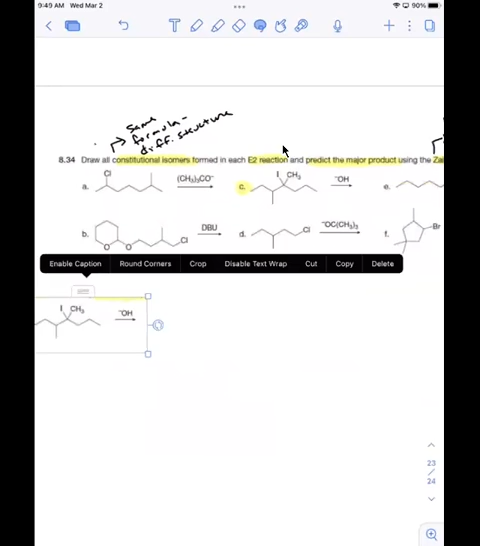 9:49 AM Wed Mar 2
90%
same
formula -
diff. structure
8.34 Draw all constitutional isomers formed in each E2 reaction and predict the major product using the Zai
a.
Cl
(CH₃)₃CO⁻
c.
I CH₃
⁻OH
e.
b.
O O
Cl
DBU
d.
Cl
⁻OC(CH₃)₃
f.
Br
Enable Caption Round Corners Crop Disable Text Wrap Cut Copy Delete
I CH₃
⁻OH
23
/
24